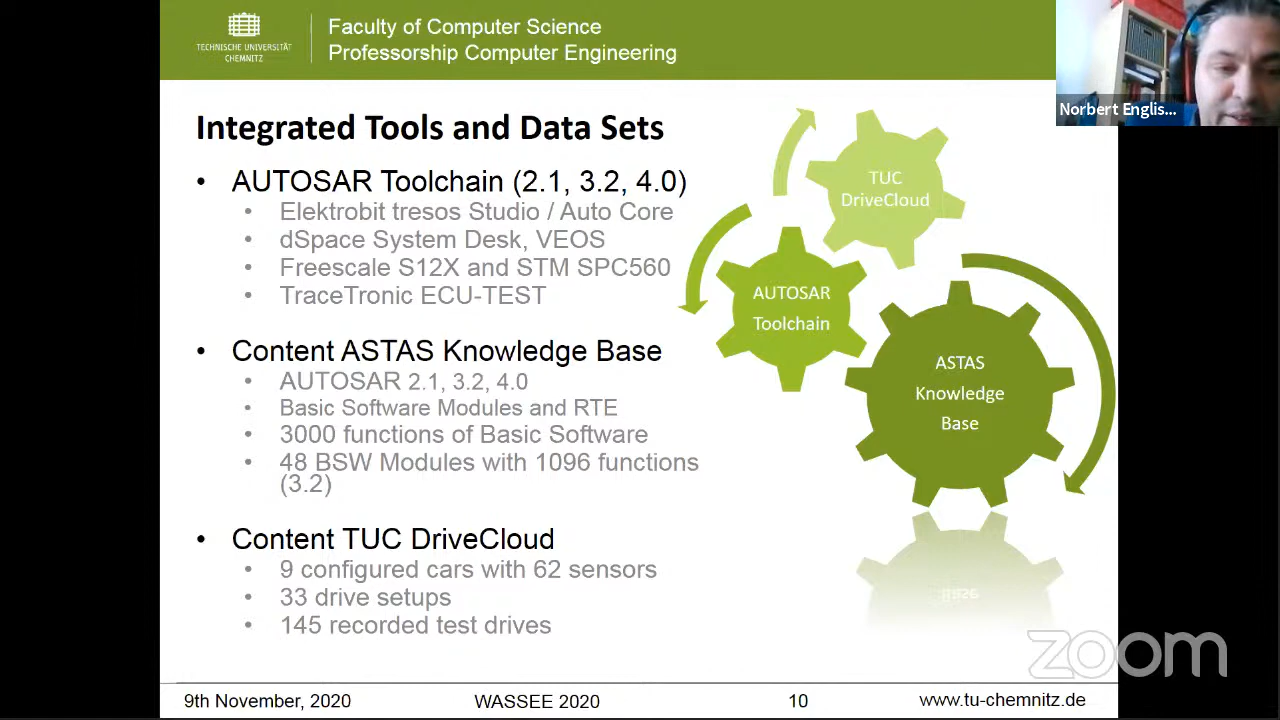 TECHNISCHE UNIVERSITÄT
CHEMNITZ
Faculty of Computer Science
Professorship Computer Engineering
Norbert Englis...
Integrated Tools and Data Sets
• AUTOSAR Toolchain (2.1, 3.2, 4.0)
• Elektrobit tresos Studio / Auto Core
• dSpace System Desk, VEOS
• Freescale S12X and STM SPC560
• TraceTronic ECU-TEST
• Content ASTAS Knowledge Base
• AUTOSAR 2.1, 3.2, 4.0
• Basic Software Modules and RTE
• 3000 functions of Basic Software
• 48 BSW Modules with 1096 functions
(3.2)
• Content TUC DriveCloud
• 9 configured cars with 62 sensors
• 33 drive setups
• 145 recorded test drives
TUC
DriveCloud
AUTOSAR
Toolchain
ASTAS
Knowledge
Base
zoom
9th November, 2020
WASSEE 2020
10
www.tu-chemnitz.de